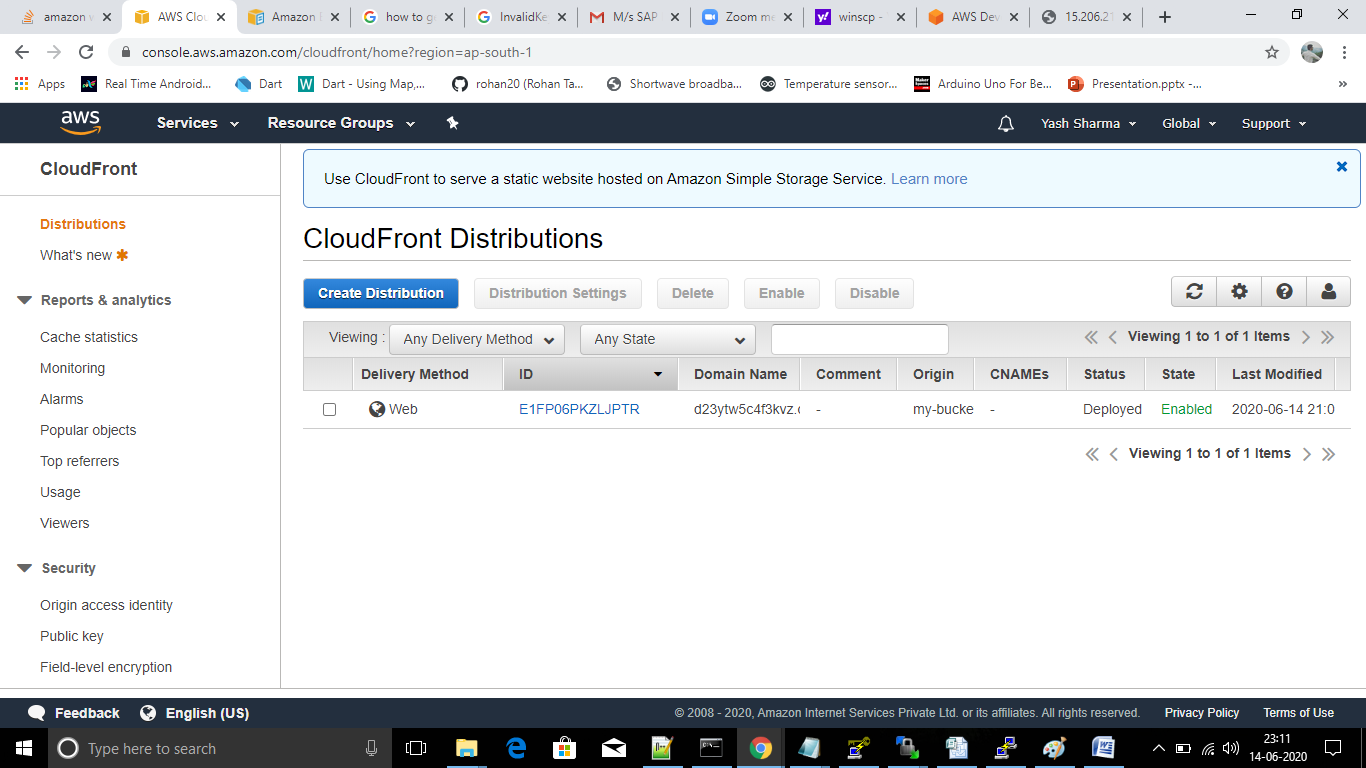 amazon w
AWS Clou
Amazon
how to g
InvalidKe
M/s SAP
Zoom me
winscp -
AWS Dev
15.206.21
console.aws.amazon.com/cloudfront/home?region=ap-south-1
Apps
Real Time Android...
Dart
Dart - Using Map,...
rohan20 (Rohan Ta...
Shortwave broadba...
Temperature sensor...
Arduino Uno For Be...
Presentation.pptx -...
»
aws
Services
Resource Groups
Yash Sharma
Global
Support
CloudFront
Distributions
What's new
Reports & analytics
Cache statistics
Monitoring
Alarms
Popular objects
Top referrers
Usage
Viewers
Security
Origin access identity
Public key
Field-level encryption
Use CloudFront to serve a static website hosted on Amazon Simple Storage Service. Learn more
CloudFront Distributions
Create Distribution
Distribution Settings
Delete
Enable
Disable
Viewing : Any Delivery Method Any State
Viewing 1 to 1 of 1 Items
Delivery Method ID Domain Name Comment Origin CNAMEs Status State Last Modified
Web E1FP06PKZLJPTR d23ytw5c4f3kvz. - my-bucke - Deployed Enabled 2020-06-14 21:0
Viewing 1 to 1 of 1 Items
Feedback
English (US)
© 2008 - 2020, Amazon Internet Services Private Ltd. or its affiliates. All rights reserved.
Privacy Policy
Terms of Use
Type here to search
23:11
14-06-2020